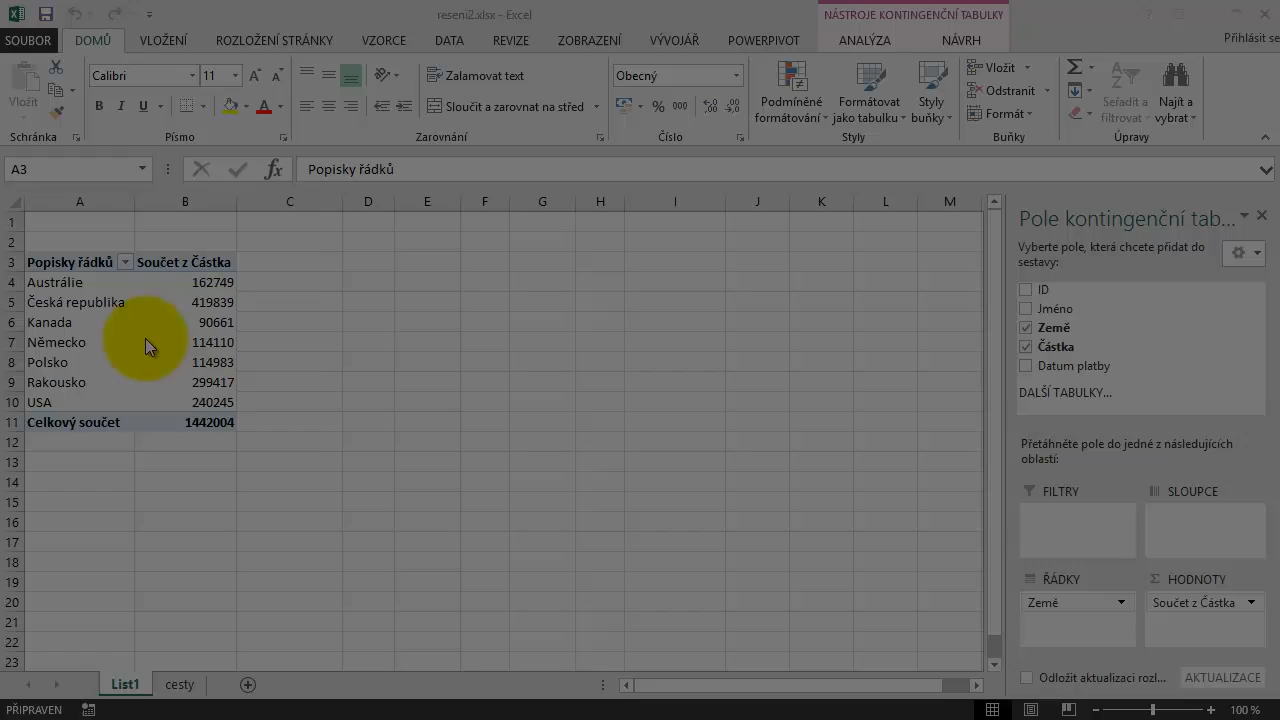 reseni2.xlsx - Excel
NÁSTROJE KONTINGENČNÍ TABULKY
SOUBOR DOMŮ VLOŽENÍ ROZLOŽENÍ STRÁNKY VZORCE DATA REVIZE ZOBRAZENÍ VÝVOJÁŘ POWERPIVOT ANALÝZA NÁVRH Přihlásit se
Vložit
Schránka
Calibri 11
B I U A
Písmo
Zalamovat text
Sloučit a zarovnat na střed
Zarovnání
Obecný
% 000
Číslo
Podmíněné formátování
Formátovat jako tabulku
Styly buňky
Styly
Vložit
Odstranit
Formát
Buňky
Seřadit a filtrovat
Najít a vybrat
Úpravy
A3 fx Popisky řádků
A B C D E F G H I J K L M
1
2
3 Popisky řádků Součet z Částka
4 Austrálie 162749
5 Česká republika 419839
6 Kanada 90661
7 Německo 114110
8 Polsko 114983
9 Rakousko 299417
10 USA 240245
11 Celkový součet 1442004
12
13
14
15
16
17
18
19
20
21
22
23
Pole kontingenční tab...
Vyberte pole, která chcete přidat do
sestavy:
ID
Jméno
Země
Částka
Datum platby
DALŠÍ TABULKY...
Přetáhněte pole do jedné z následujících
oblastí:
FILTRY SLOUPCE
ŘÁDKY Σ HODNOTY
Země Součet z Částka
Odložit aktualizaci rozl... AKTUALIZACE
List1 cesty
PŘIPRAVEN 100 %